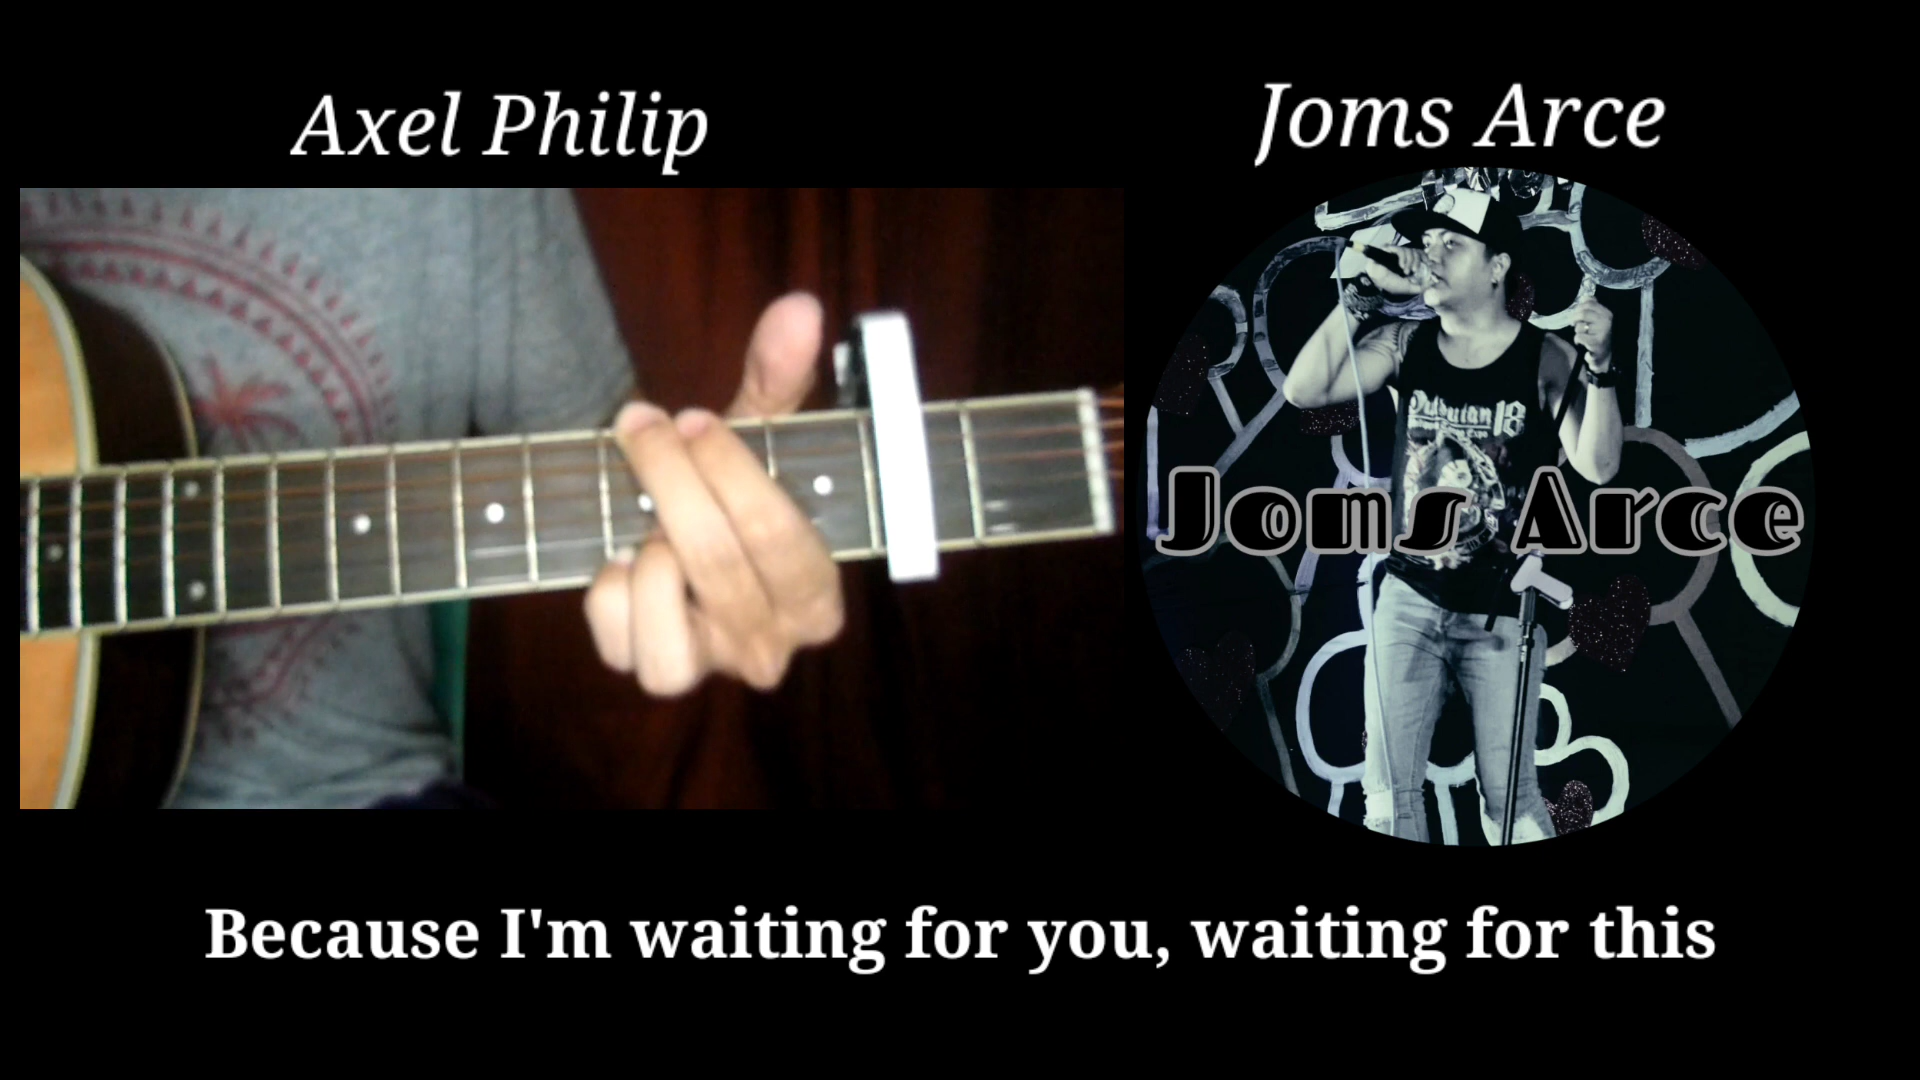 Axel Philip
Joms Arce
Joms Arce
Because I'm waiting for you, waiting for this